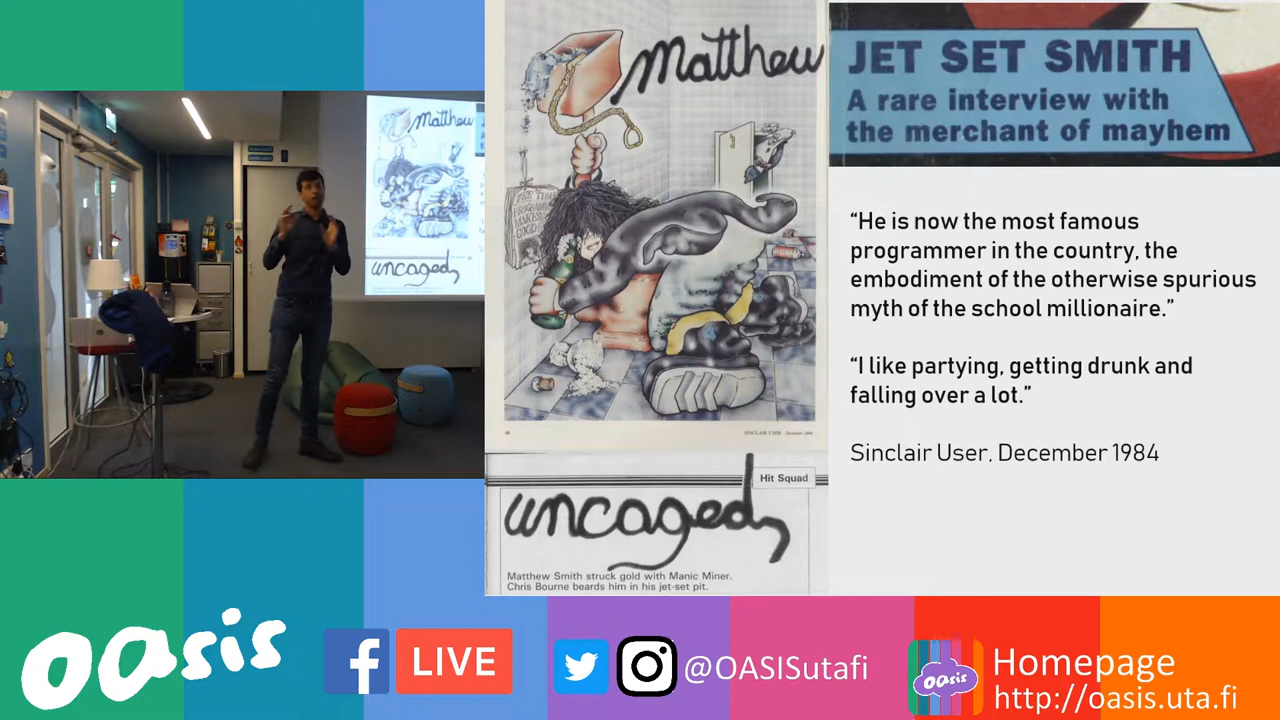 Matthew
JET SET SMITH
A rare interview with
the merchant of mayhem
“He is now the most famous
programmer in the country, the
embodiment of the otherwise spurious
myth of the school millionaire.”
“I like partying, getting drunk and
falling over a lot.”
Sinclair User, December 1984
Matthew
uncaged
SINCLAIR USER December 1984
Hit Squad
uncaged
Matthew Smith struck gold with Manic Miner.
Chris Bourne beards him in his jet-set pit.
oasis
f LIVE
@OASISutafi
oasis
Homepage
http://oasis.uta.fi